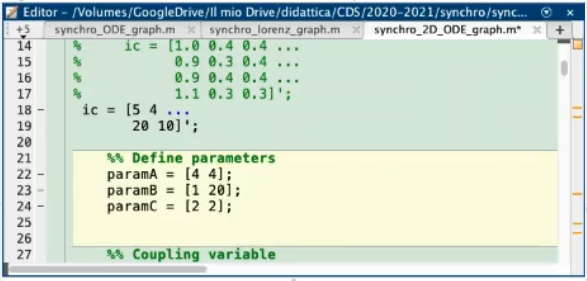 Editor - /Volumes/GoogleDrive/Il mio Drive/didattica/CDS/2020-2021/synchro/sync...
+5 synchro_ODE_graph.m synchro_lorenz_graph.m synchro_2D_ODE_graph.m* +
14 % ic = [1.0 0.4 0.4 ...
15 % 0.9 0.3 0.4 ...
16 % 0.9 0.4 0.4 ...
17 % 1.1 0.3 0.3]';
18 - ic = [5 4 ...
19 20 10]';
20
21 %% Define parameters
22 - paramA = [4 4];
23 - paramB = [1 20];
24 - paramC = [2 2];
25
26
27 %% Coupling variable